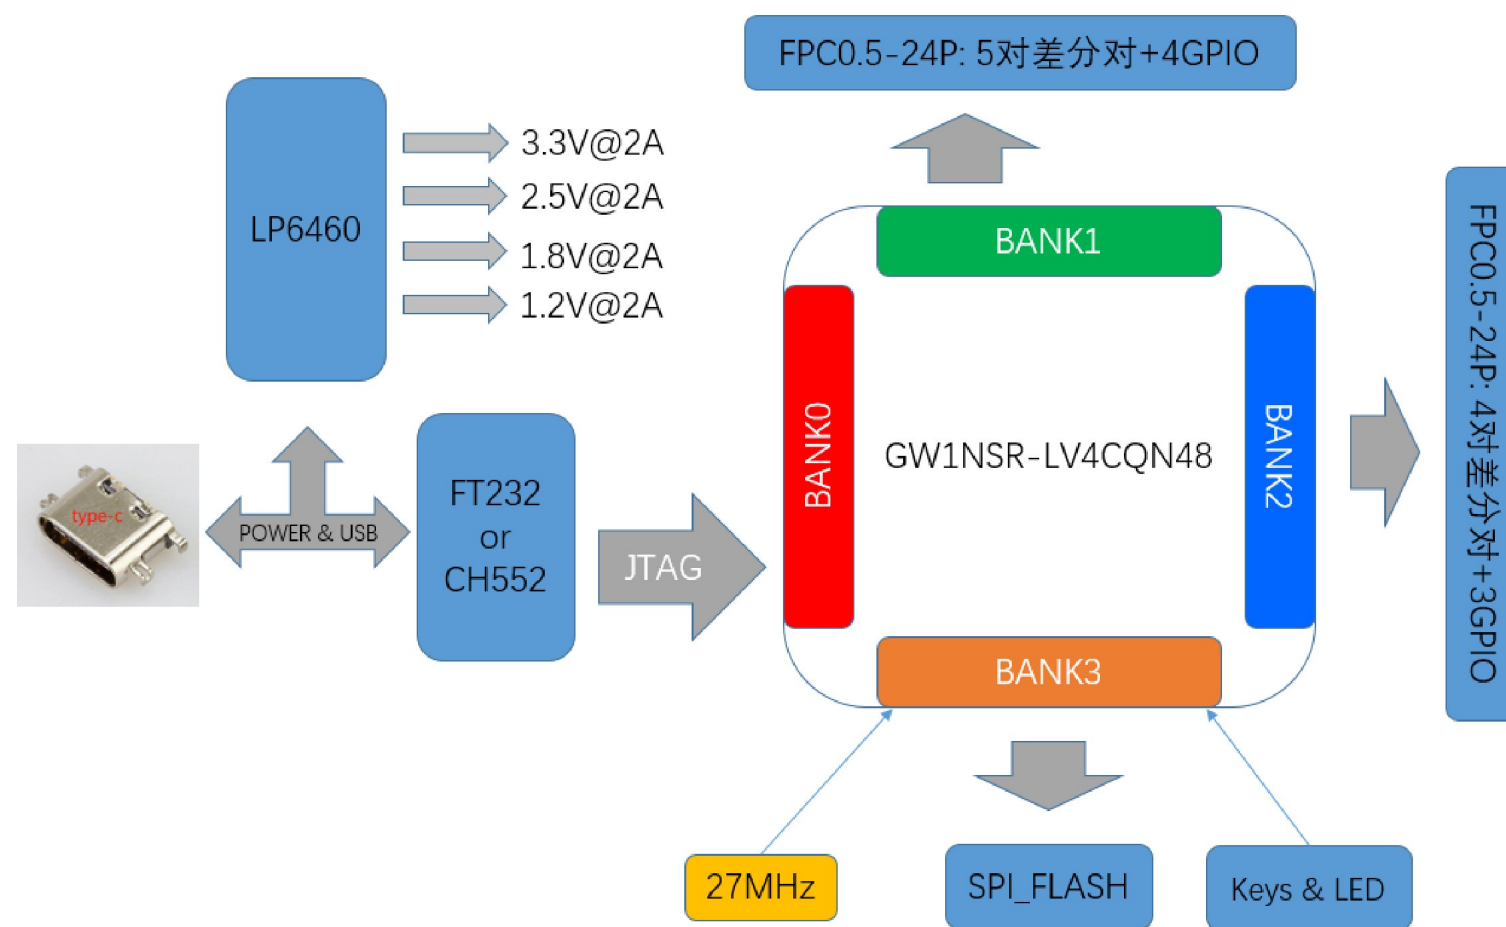 FPC0.5-24P: 5对差分对+4GPIO
LP6460
3.3V@2A
2.5V@2A
1.8V@2A
1.2V@2A
BANK1
BANK0
GW1NSR-LV4CQN48
BANK2
FPC0.5-24P: 4对差分对+3GPIO
type-c
POWER & USB
FT232
or
CH552
JTAG
BANK3
27MHz
SPI_FLASH
Keys & LED